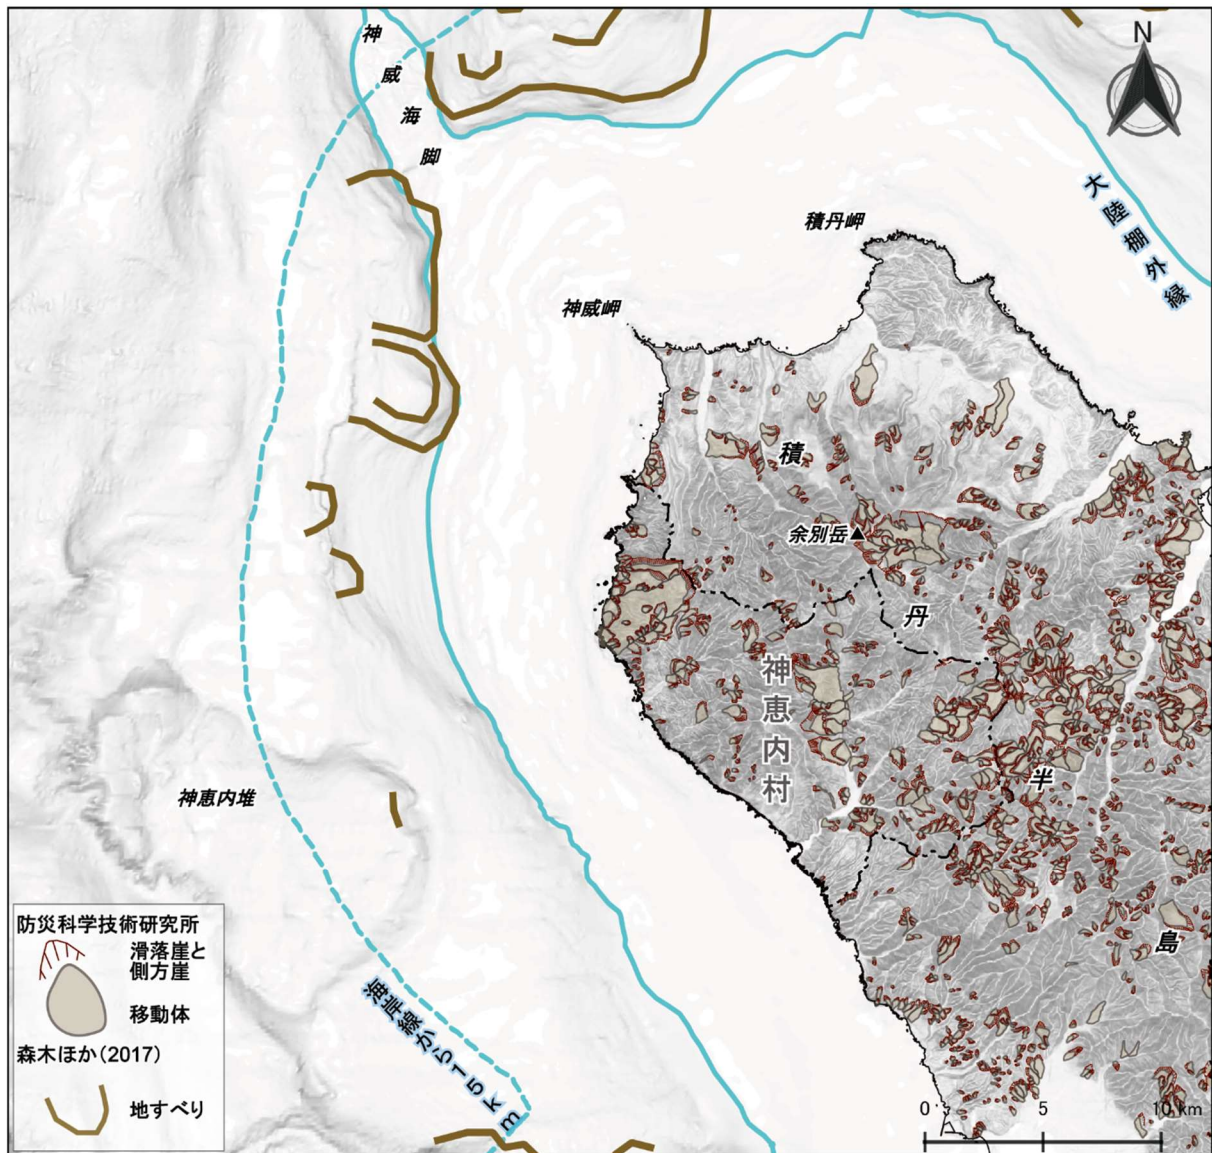 神威海脚
N
大陸棚外縁
積丹岬
神威岬
積
余別岳
丹
神恵内村
半
神恵内堆
島
海岸線から15km
防災科学技術研究所
滑落崖と
側方崖
移動体
森木ほか(2017)
地すべり
0 5 10 km